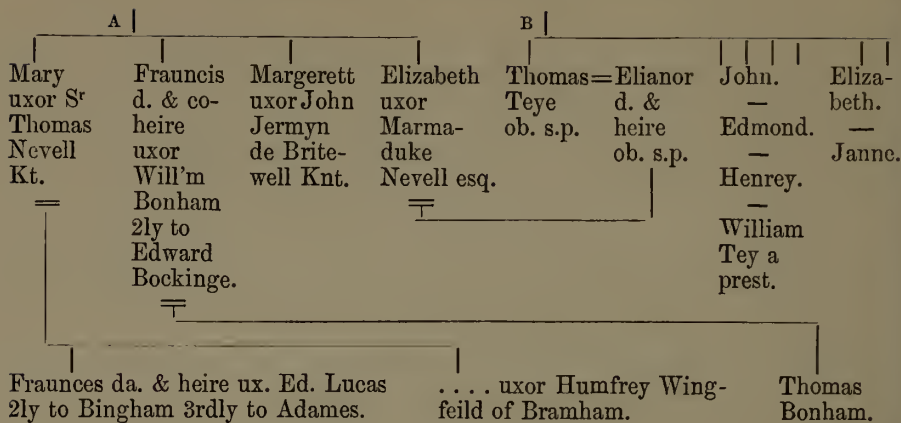 A
B
Mary
uxor Sr
Thomas
Nevell
Kt.
Frauncis
d. & co-
heire
uxor
Will'm
Bonham
2ly to
Edward
Bockinge.
Margerett
uxor John
Jermyn
de Brite-
well Knt.
Elizabeth
uxor
Marma-
duke
Nevell esq.
Thomas=Elianor
Teye
ob. s.p.
d. &
heire
ob. s.p.
John.
—
Edmond.
—
Henrey.
—
William
Tey a
prest.
Eliza-
beth.
—
Janne.
Fraunces da. & heire ux. Ed. Lucas
2ly to Bingham 3rdly to Adames.
.... uxor Humfrey Wing-
feild of Bramham.
Thomas
Bonham.